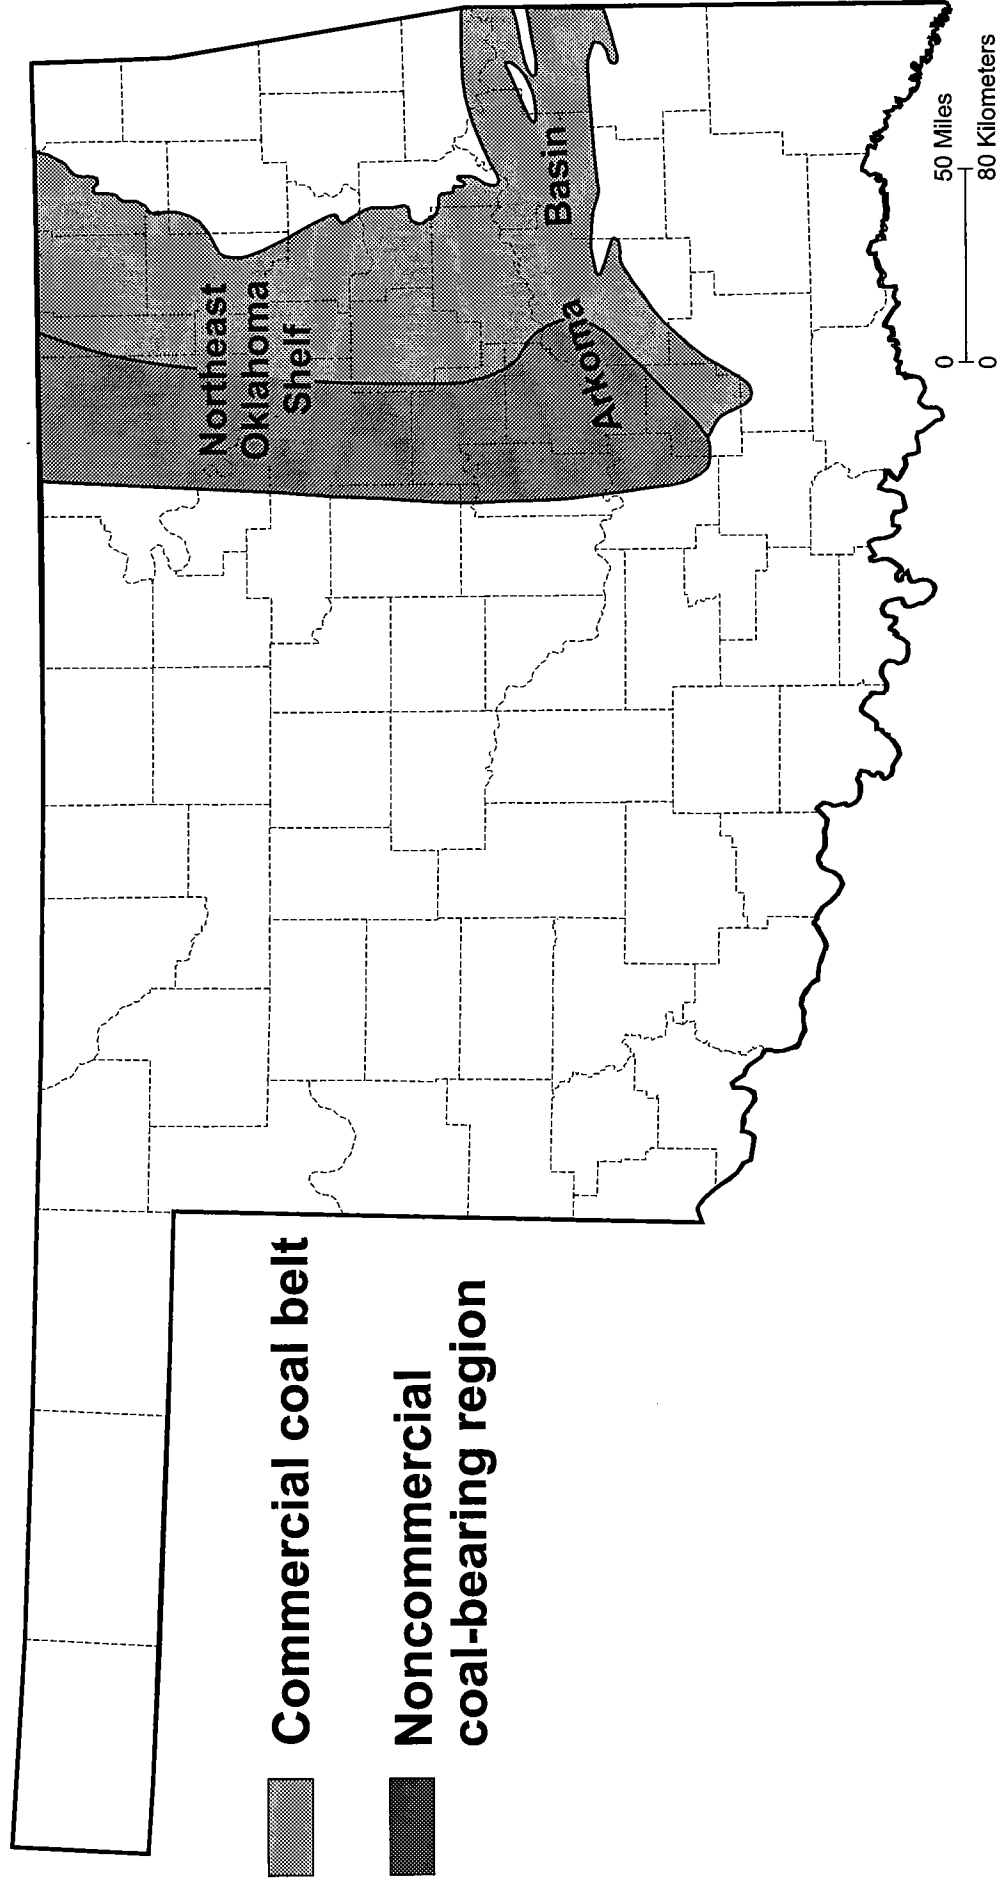 Northeast
Oklahoma
Shelf
Arkoma
Basin
Commercial coal belt
Noncommercial
coal-bearing region
0 50 Miles
0 80 Kilometers